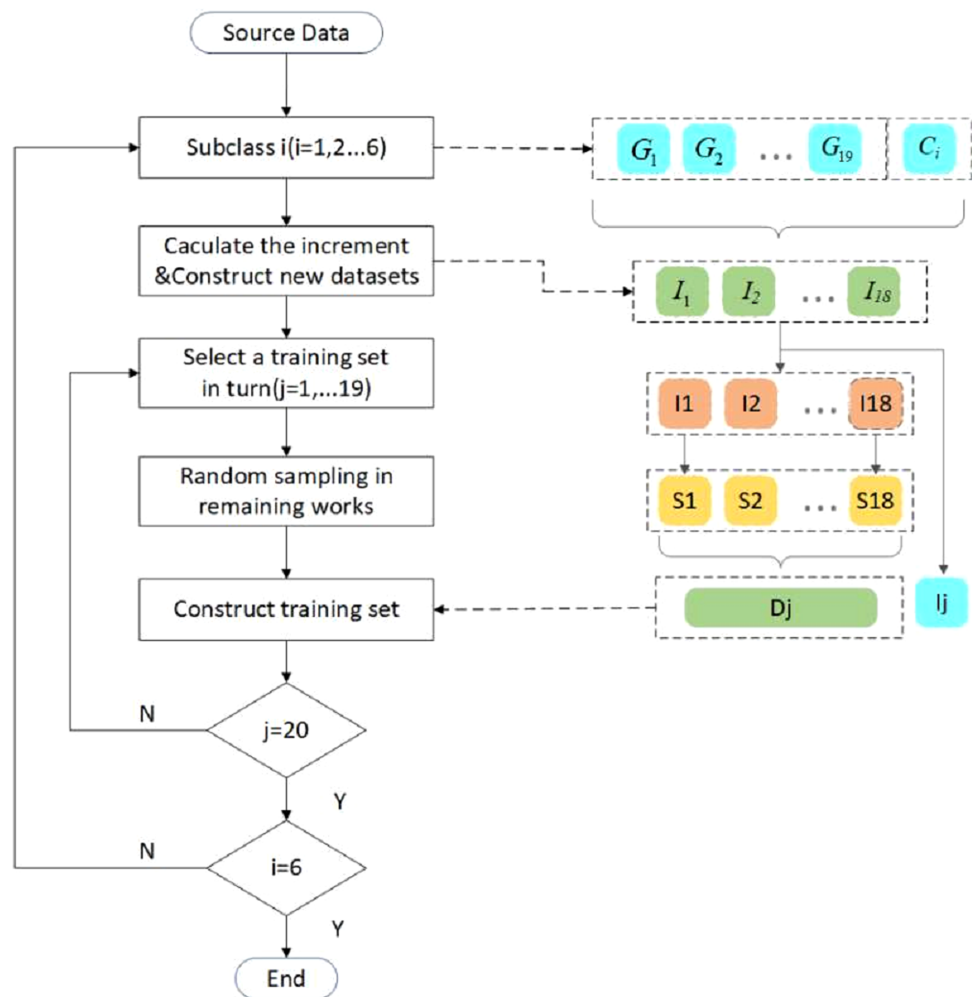 Source Data
Subclass i(i=1,2...6)
G1 G2 ... G19 Ci
Caculate the increment
&Construct new datasets
I1 I2 ... I18
Select a training set
in turn(j=1,...19)
I1 I2 ... I18
Random sampling in
remaining works
S1 S2 ... S18
Construct training set
Dj
Ij
j=20
N
Y
i=6
N
Y
End